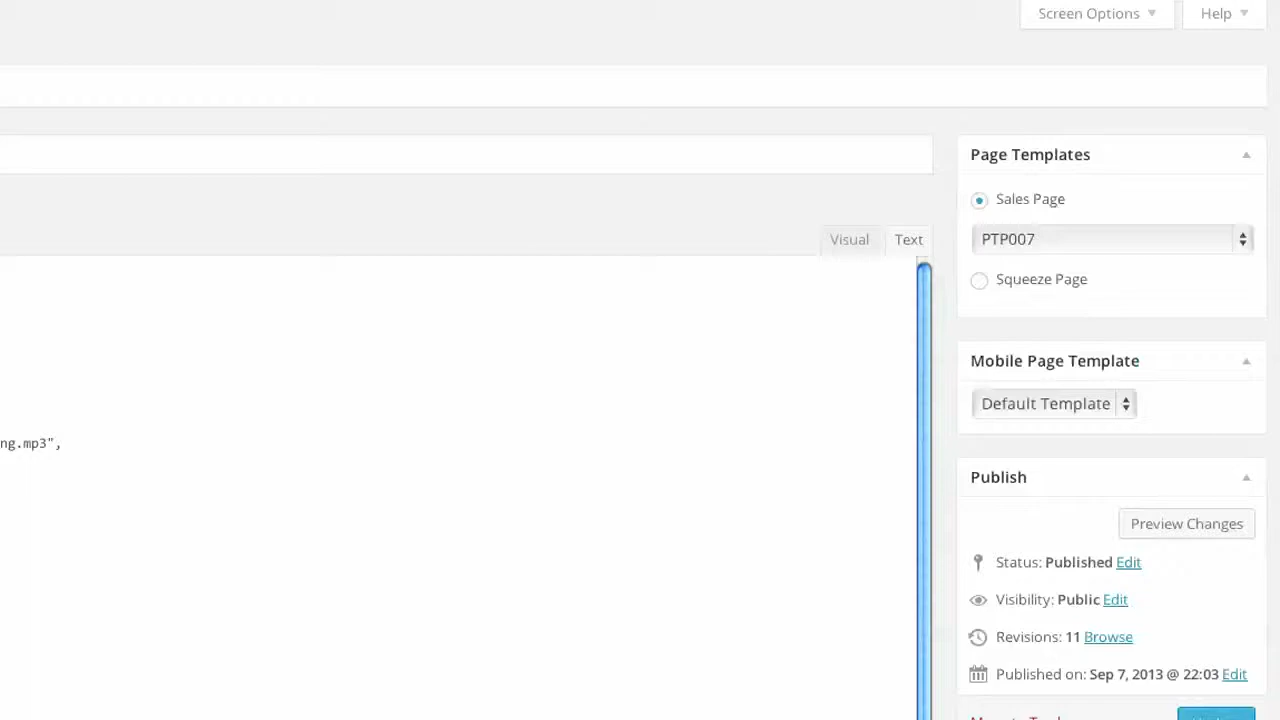 Screen Options
Help
Page Templates
Sales Page
Visual
Text
PTP007
Squeeze Page
Mobile Page Template
Default Template
ng.mp3",
Publish
Preview Changes
Status: Published Edit
Visibility: Public Edit
Revisions: 11 Browse
Published on: Sep 7, 2013 @ 22:03 Edit